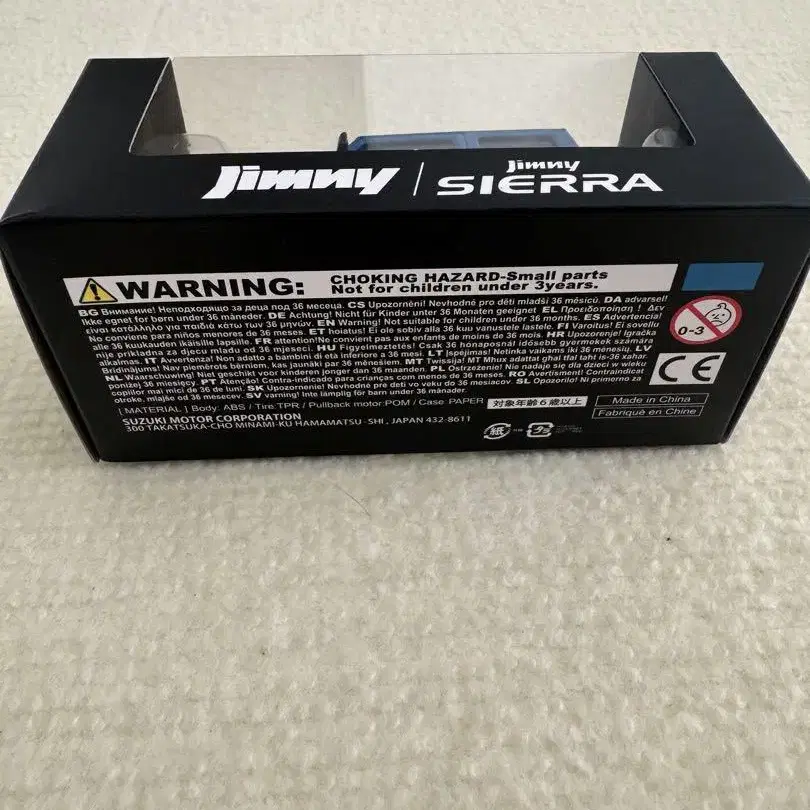 Jimny | Jimny SIERRA
WARNING: CHOKING HAZARD-Small parts
Not for children under 3years.
BG Внимание! Неподходящо за деца под 36 месеца. CS Upozornění! Nevhodné pro děti mladší 36 měsíců. DA advarsel!
Ikke egnet for børn under 36 måneder. DE Achtung! Nicht für Kinder unter 36 Monaten geeignet EL
είναι κατάλληλο για παιδιά κάτω των 36 μηνών. EN Warning! Not suitable for children under 36 months. ES Advertencia!
No conviene para niños menores de 36 meses. ET hoiatus! Ei ole sobiv alla 36 kuu vanustele lastele. FI Varoitus! Ei sovellu
alle 36 kuukauden ikäisille lapsille. FR attention! Ne convient pas aux enfants de moins de 36 mois. HR Upozorenje! Igračka
nije prikladna za djecu mlađu od 36 mjeseci. HU Figyelmeztetés! Csak 36 hónaposnál idősebb gyermekek számára
alkalmas. IT Avvertenza! Non adatto a bambini di età inferiore a 36 mesi. LT Įspėjimas! Netinka vaikams iki 36 mėnesių. LV
Brīdinājums! Nav piemērots bērniem, kas jaunāki par 36 mēnešiem. MT Twissija! MT Mhux adattat għal tfal taħt is-36 xahar.
NL Waarschuwing! Niet geschikt voor kinderen jonger dan 36 maanden. PL Ostrzeżenie! Nie nadaje się dla dzieci w wieku
poniżej 36 miesięcy. PT Atenção! Contra-indicado para crianças com menos de 36 meses. RO Avertisment! Contraindicat
copiilor mai mici de 36 de luni. SK Upozornenie! Nevhodné pre deti vo veku do 36 mesiacov. SL Opozorilo! Ni primerno za
otroke, mlajše od 36 mesecev. SV varning! Inte lämplig för barn under 36 månader.
0-3
CE
[ MATERIAL ] Body: ABS / Tire:TPR / Pullback motor:POM / Case: PAPER
対象年齢6歳以上
Made in China
Fabriqué en Chine
SUZUKI MOTOR CORPORATION
300 TAKATSUKA-CHO MINAMI-KU HAMAMATSU-SHI, JAPAN 432-8611
紙
プラ